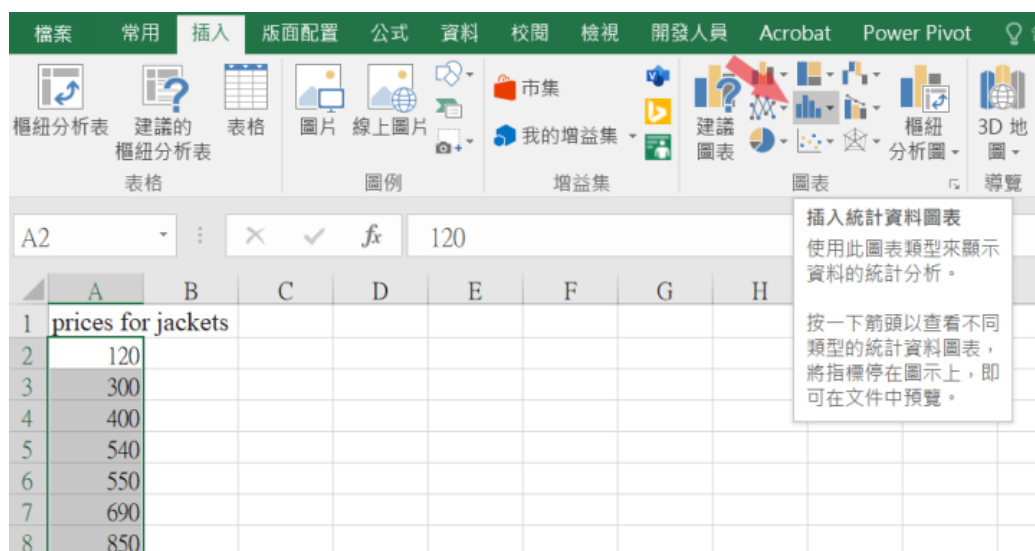 檔案 常用 插入 版面配置 公式 資料 校閱 檢視 開發人員 Acrobat Power Pivot
樞紐分析表 建議的 表格 圖片 線上圖片 市集 我的增益集 建議 樞紐 3D 地
樞紐分析表 圖表 分析圖 圖
表格 圖例 增益集 圖表 導覽
A2 fx 120
插入統計資料圖表
使用此圖表類型來顯示
資料的統計分析。
按一下箭頭以查看不同
類型的統計資料圖表，
將指標停在圖示上，即
可在文件中預覽。
A B C D E F G H
1 prices for jackets
2 120
3 300
4 400
5 540
6 550
7 690
8 850